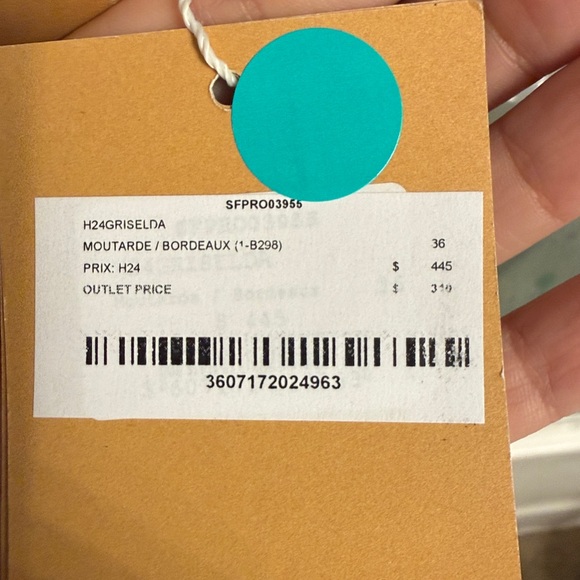 SFPRO03955
H24GRISELDA
MOUTARDE / BORDEAUX (1-B298) 36
PRIX: H24 $ 445
OUTLET PRICE $
3607172024963